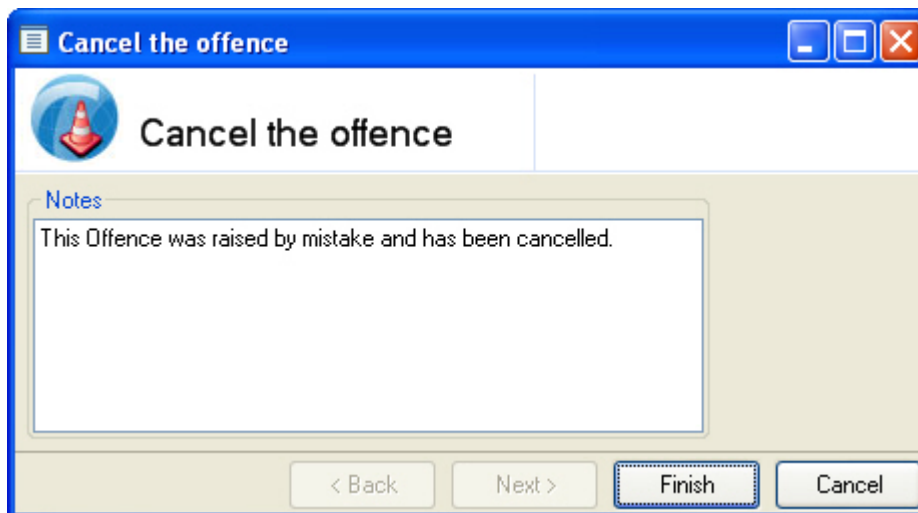 Cancel the offence
Cancel the offence
Notes
This Offence was raised by mistake and has been cancelled.
< Back Next > Finish Cancel